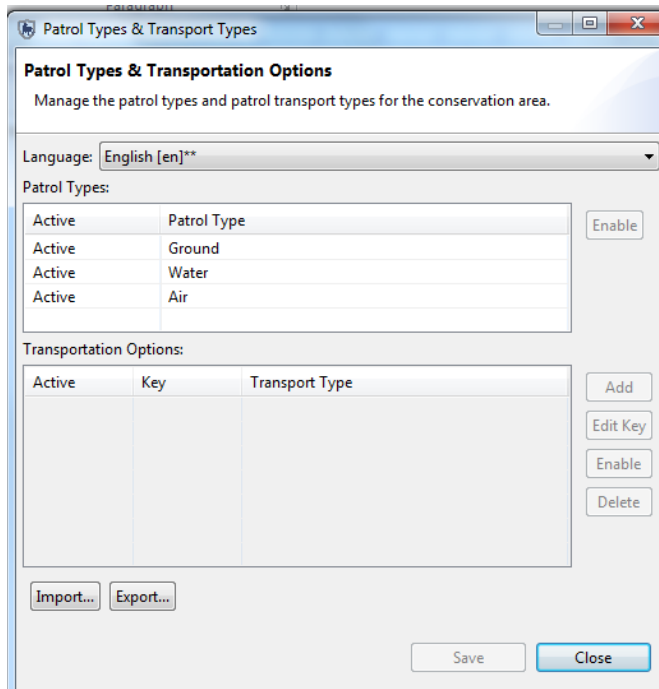 Paragraph
Patrol Types & Transport Types
Patrol Types & Transportation Options
Manage the patrol types and patrol transport types for the conservation area.
Language: English [en]**
Patrol Types:
Active Patrol Type Enable
Active Ground
Active Water
Active Air
Transportation Options:
Active Key Transport Type
Add
Edit Key
Enable
Delete
Import... Export...
Save Close